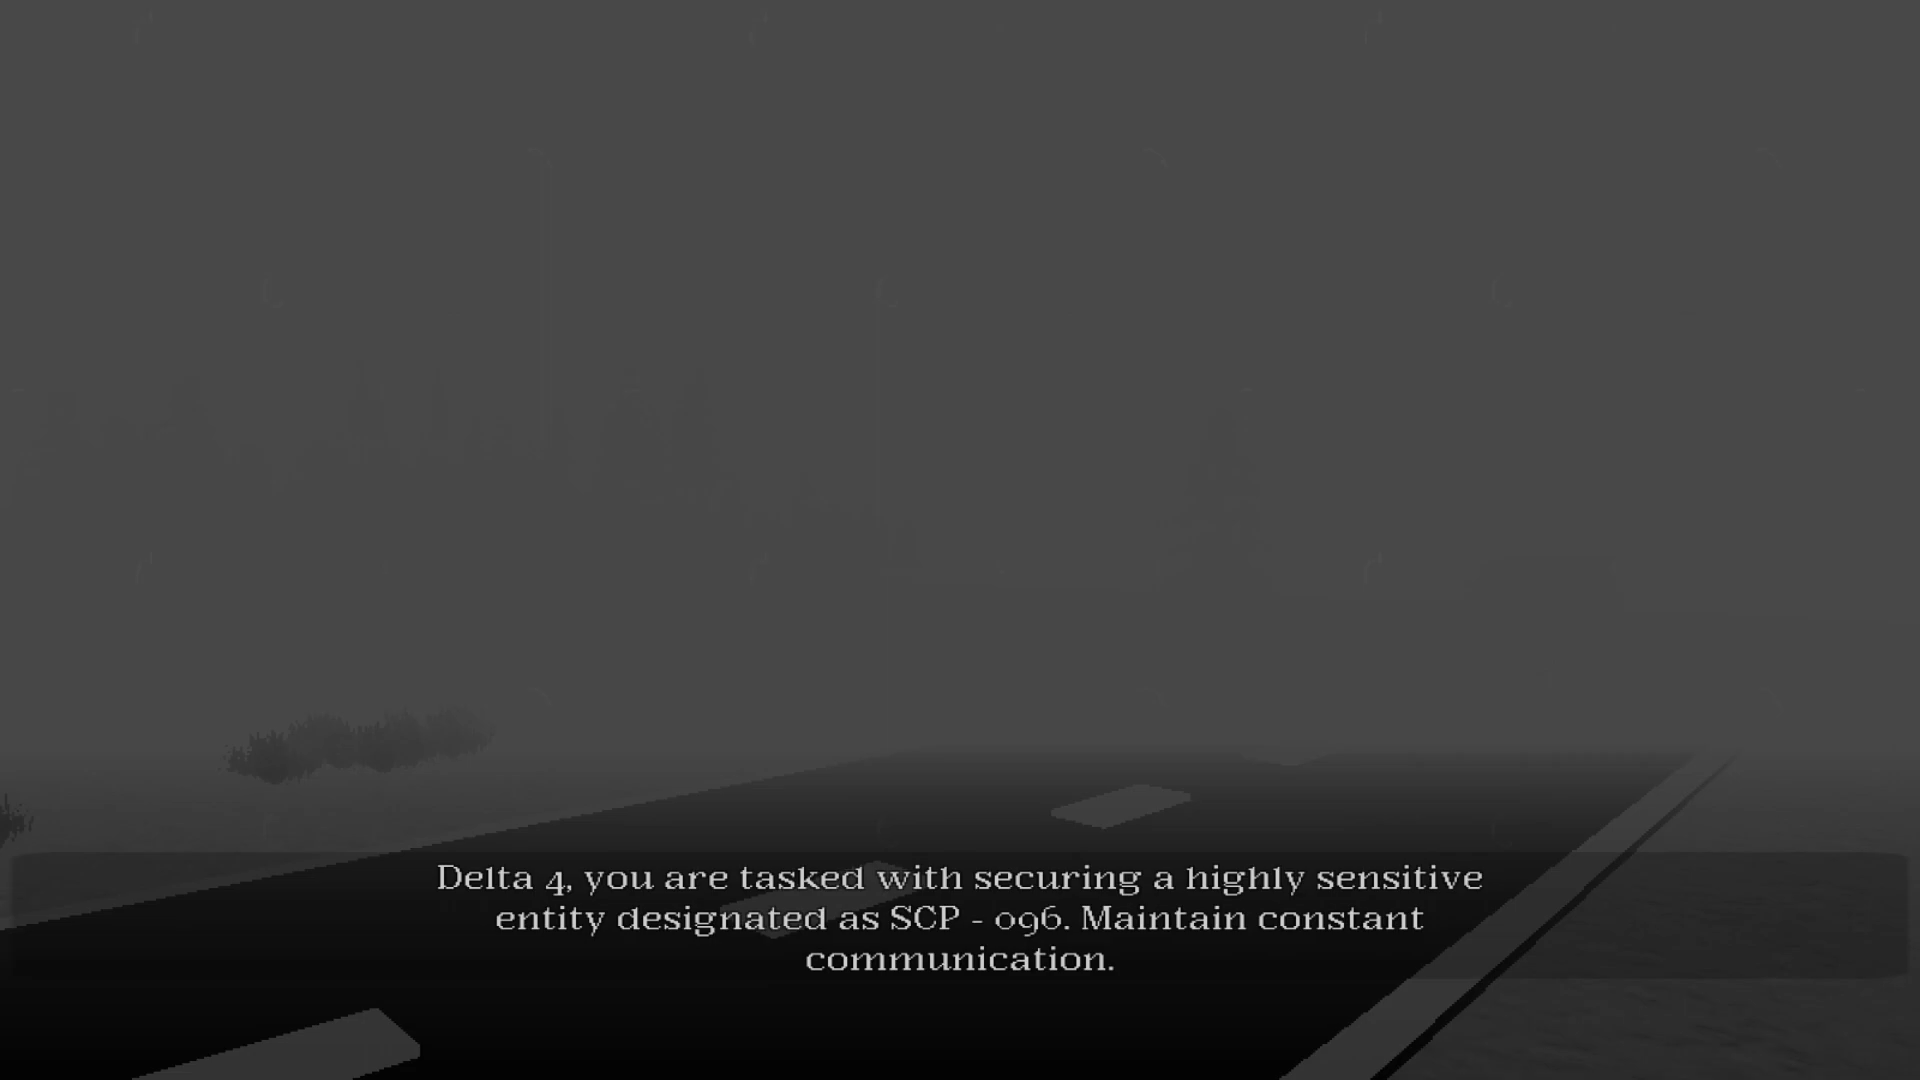 Delta 4, you are tasked with securing a highly sensitive
entity designated as SCP - 096. Maintain constant
communication.